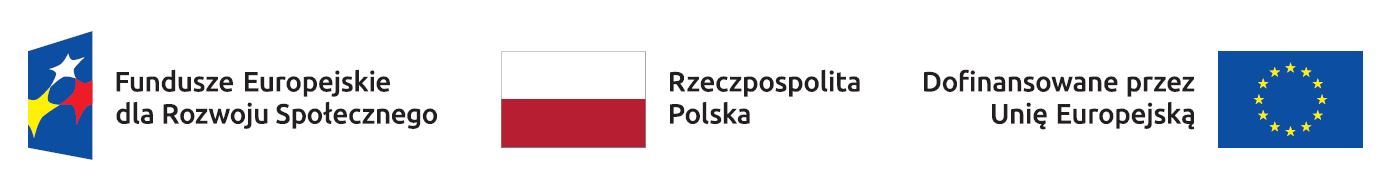 Fundusze Europejskie
dla Rozwoju Społecznego
Rzeczpospolita
Polska
Dofinansowane przez
Unię Europejską